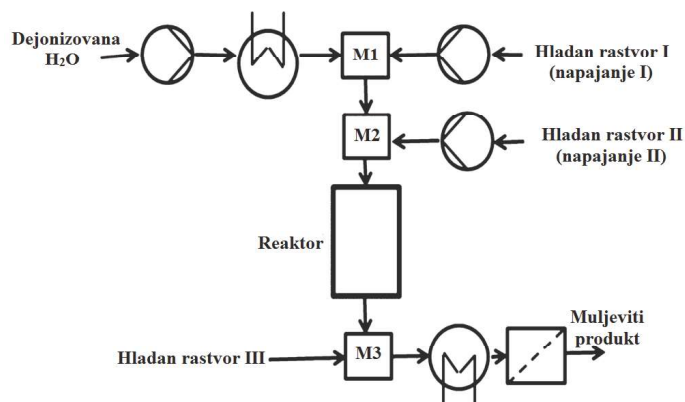 Dejonizovana
H₂O
M1
Hladan rastvor I
(napajanje I)
M2
Hladan rastvor II
(napajanje II)
Reaktor
Muljeviti
produkt
Hladan rastvor III
M3